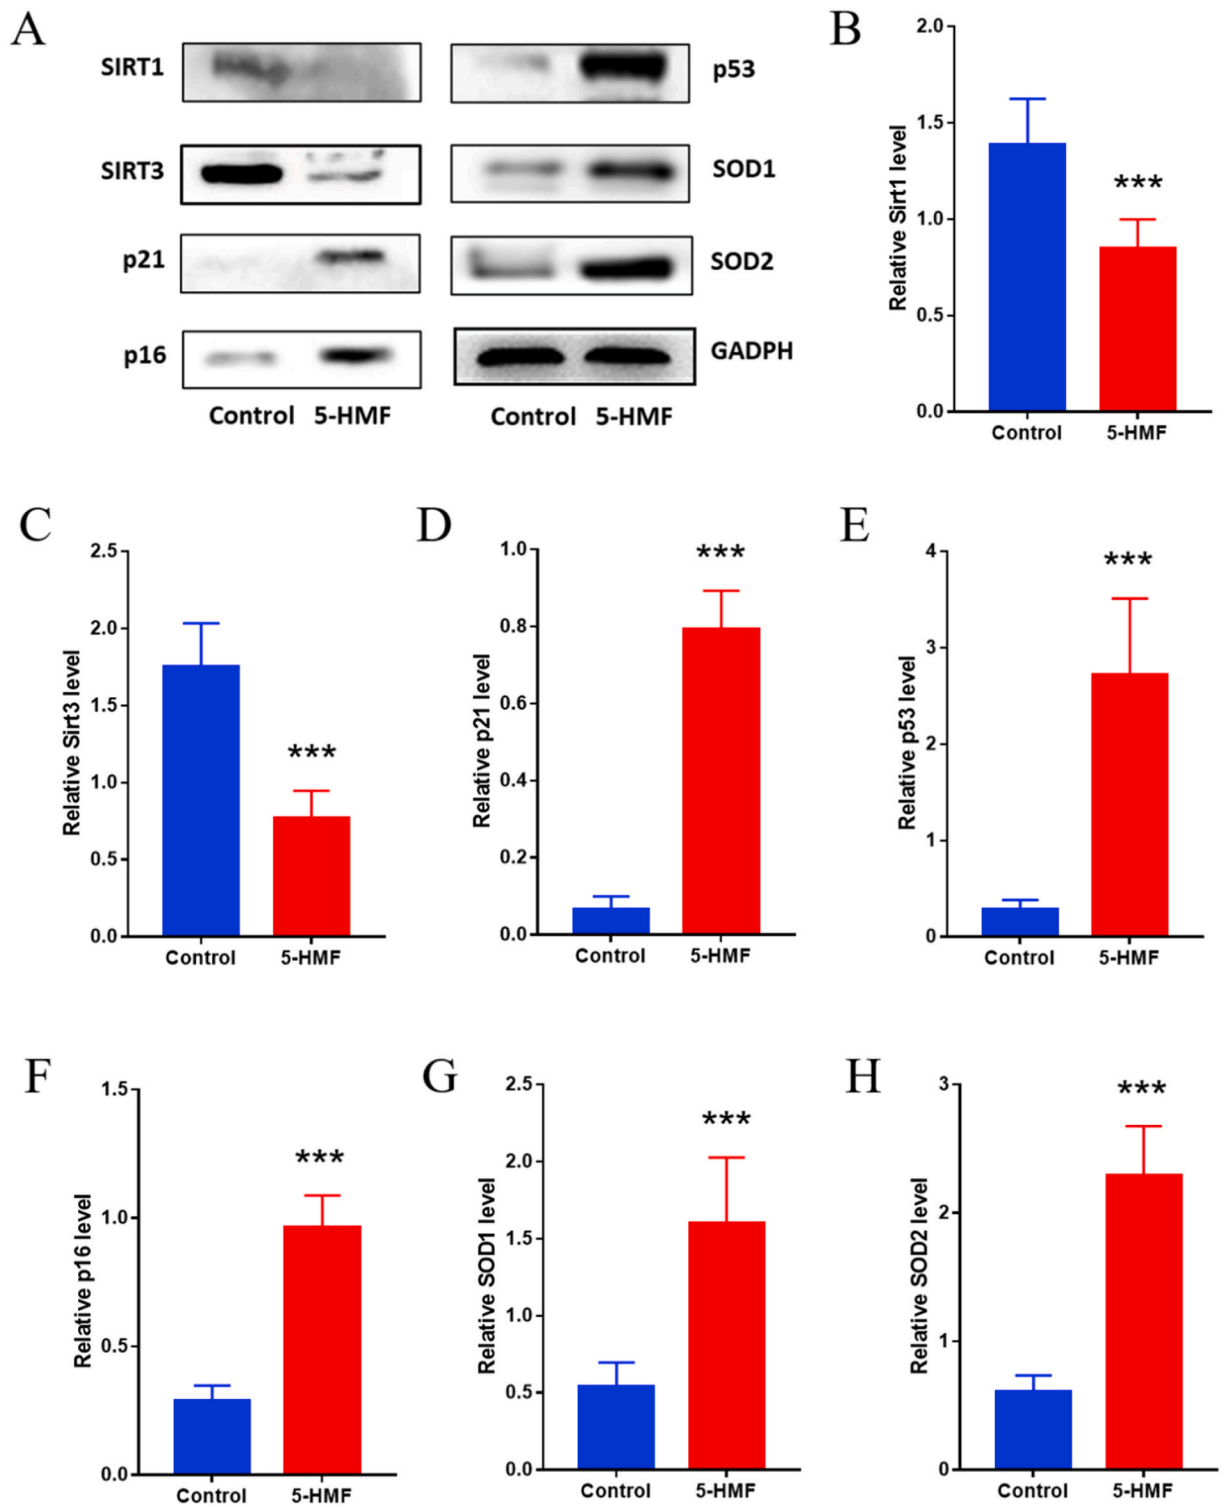 A
SIRT1
p53
SIRT3
SOD1
p21
SOD2
p16
GADPH
Control 5-HMF
Control 5-HMF
B
Relative Sirt1 level
2.0
1.5
1.0
0.5
0.0
***
Control 5-HMF
C
Relative Sirt3 level
2.5
2.0
1.5
1.0
0.5
0.0
***
Control 5-HMF
D
Relative p21 level
1.0
0.8
0.6
0.4
0.2
0.0
***
Control 5-HMF
E
Relative p53 level
4
3
2
1
0
***
Control 5-HMF
F
Relative p16 level
1.5
1.0
0.5
0.0
***
Control 5-HMF
G
Relative SOD1 level
2.5
2.0
1.5
1.0
0.5
0.0
***
Control 5-HMF
H
Relative SOD2 level
3
2
1
0
***
Control 5-HMF